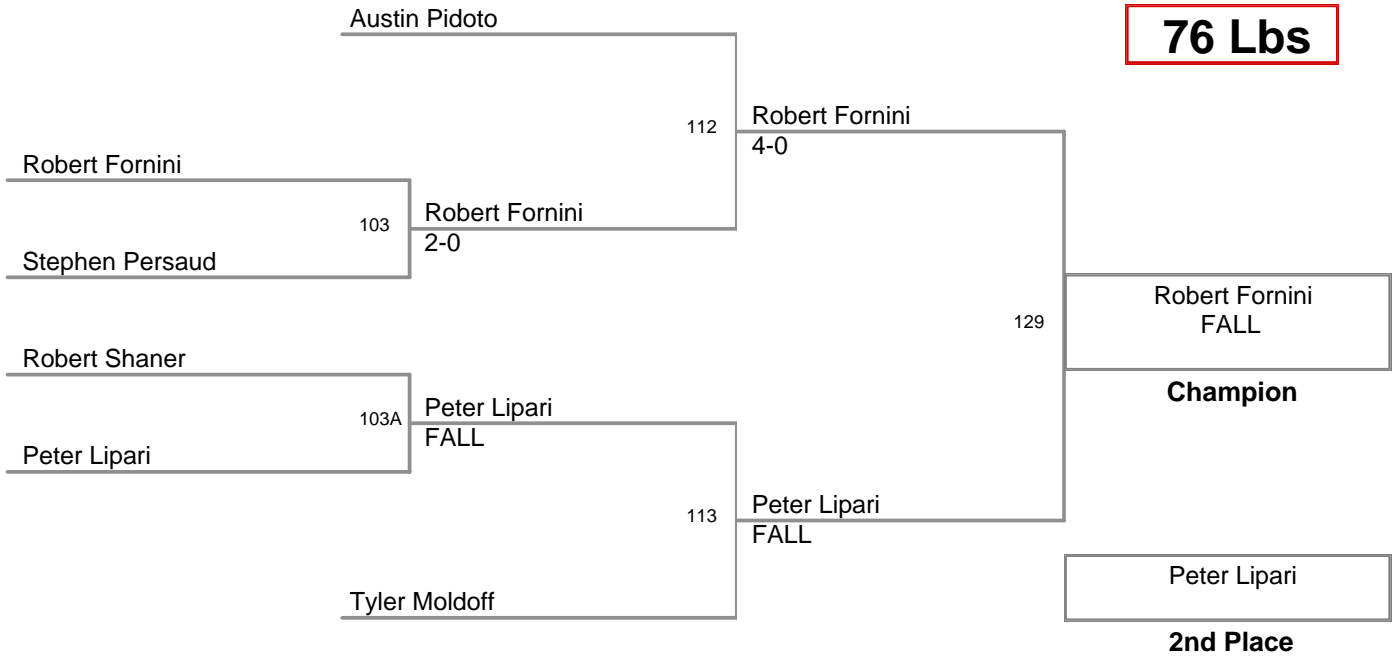 Austin Pidoto
76 Lbs
112
Robert Fornini
4-0
Robert Fornini
103
Robert Fornini
2-0
Stephen Persaud
129
Robert Fornini
FALL
Champion
Robert Shaner
103A
Peter Lipari
FALL
Peter Lipari
113
Peter Lipari
FALL
Tyler Moldoff
Peter Lipari
2nd Place